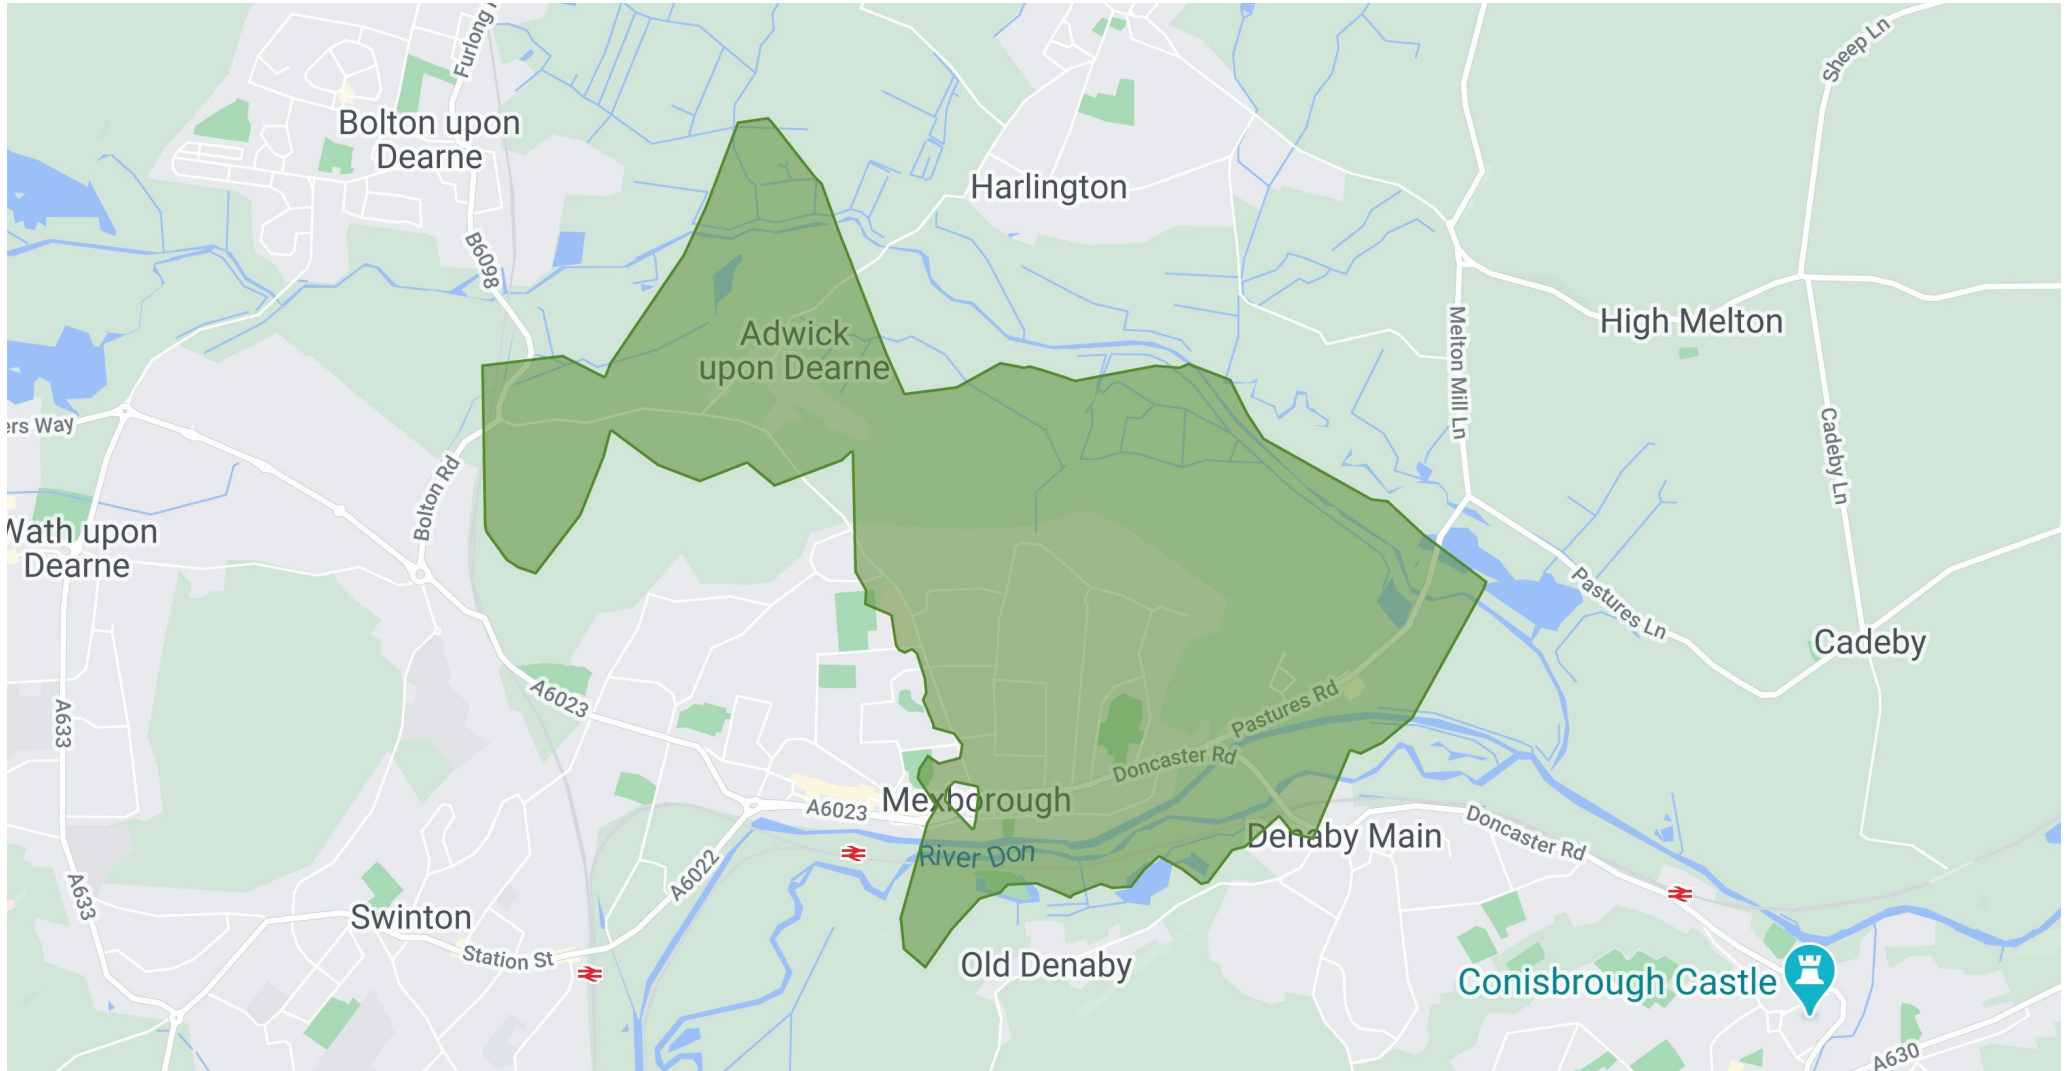 Furlong
Sheep Ln
Bolton upon
Dearne
Harlington
B6098
High Melton
Adwick
upon Dearne
Melton Mill Ln
ers Way
Cadeby Ln
Bolton Rd
Wath upon
Dearne
Pastures Ln
Cadeby
A6023
A633
Pastures Rd
Doncaster Rd
Mexborough
A6023
Denaby Main
Doncaster Rd
River Don
A6022
A633
Swinton
Station St
Old Denaby
Conisbrough Castle
A630